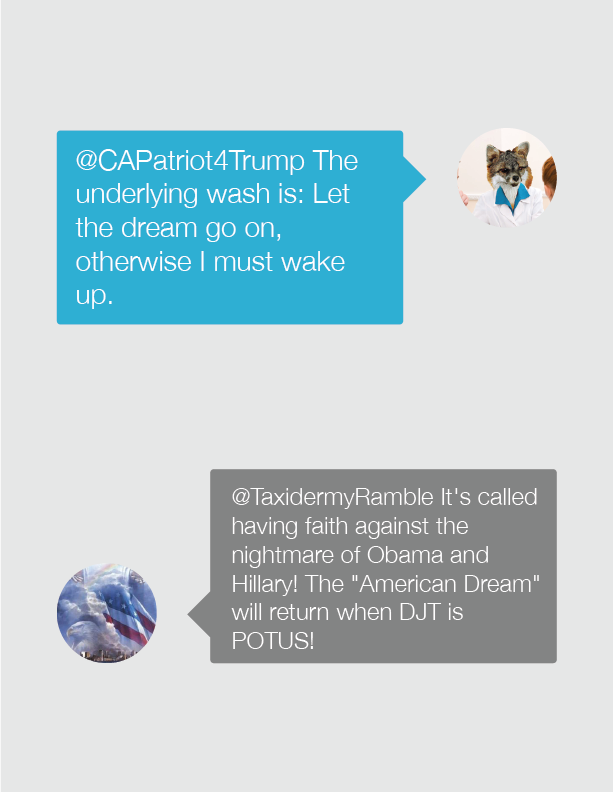 @CAPatriot4Trump The
underlying wash is: Let
the dream go on,
otherwise I must wake
up.
@TaxidermyRamble It's called
having faith against the
nightmare of Obama and
Hillary! The "American Dream"
will return when DJT is
POTUS!